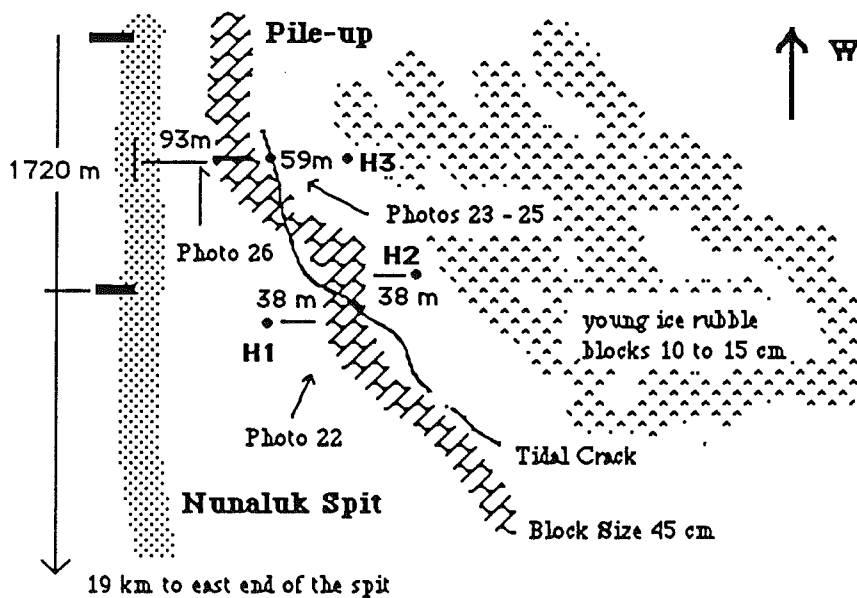 Pile-up
W
93m
1720 m
59m
H3
Photos 23 - 25
Photo 26
H2
38 m
38 m
H1
young ice rubble
blocks 10 to 15 cm
Photo 22
Tidal Crack
Nunaluk Spit
Block Size 45 cm
19 km to east end of the spit